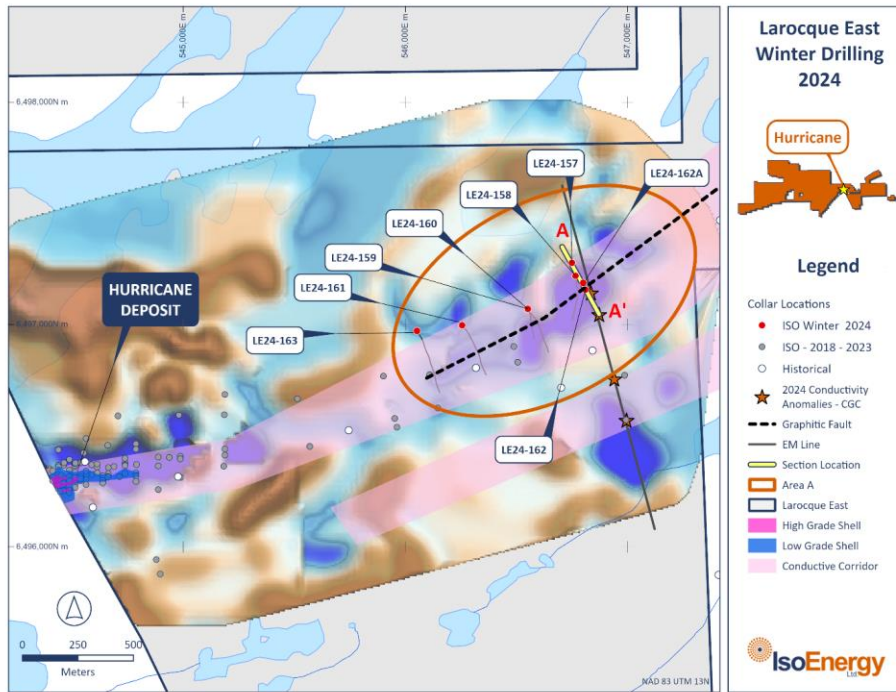 545,000E m
546,000E m
547,000E m
6,498,000N m
6,497,000N m
6,496,000N m
LE24-157
LE24-162A
LE24-158
LE24-160
LE24-159
LE24-161
LE24-163
LE24-162
HURRICANE
DEPOSIT
A
A'
0 250 500
Meters
NAD 83 UTM 13N
Larocque East
Winter Drilling
2024
Hurricane
Legend
Collar Locations
ISO Winter 2024
ISO - 2018 - 2023
Historical
2024 Conductivity
Anomalies - CGC
Graphitic Fault
EM Line
Section Location
Area A
Larocque East
High Grade Shell
Low Grade Shell
Conductive Corridor
IsoEnergy
Ltd